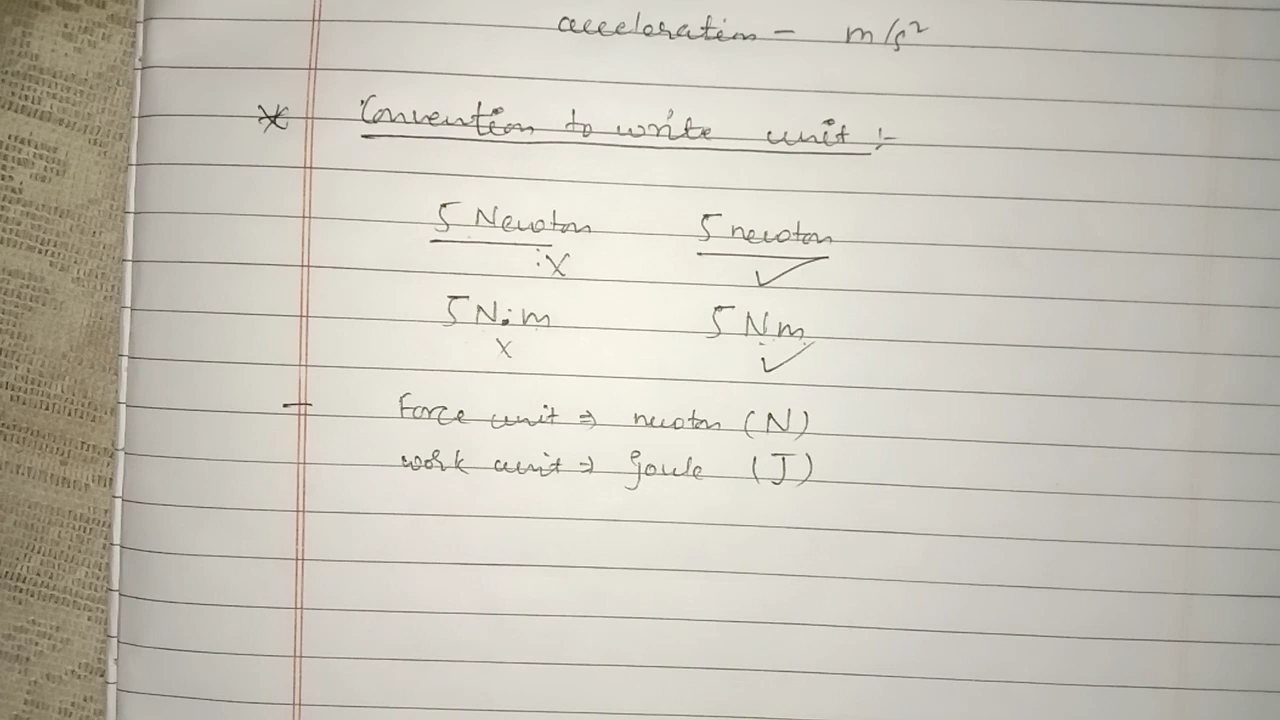 acceleration - m/s²
* Convention to write unit :-
5 Newton 5 newton
X ✓
5 N.m 5 Nm
X ✓
- Force unit ⇒ newton (N)
work unit ⇒ joule (J)